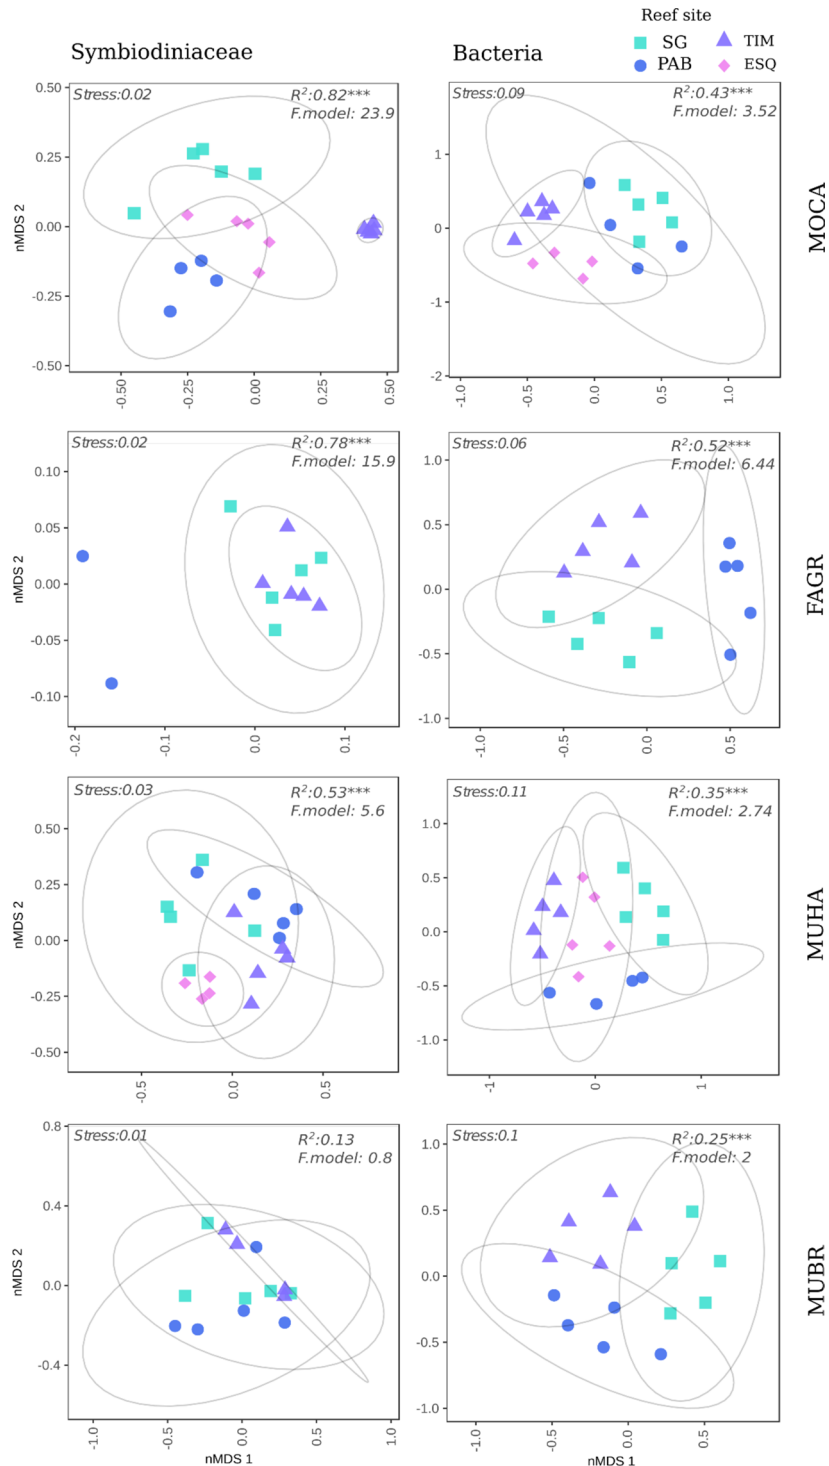 Reef site
Symbiodiniaceae
Bacteria
SG
TIM
PAB
ESQ
Stress:0.02
R²:0.82***
F.model: 23.9
0.50
0.25
0.00
-0.25
-0.50
nMDS 2
-0.50
-0.25
0.00
0.25
0.50
Stress:0.09
R²:0.43***
F.model: 3.52
1
0
-1
-2
-1.0
-0.5
0.0
0.5
1.0
MOCA
Stress:0.02
R²:0.78***
F.model: 15.9
0.10
0.05
0.00
-0.05
-0.10
nMDS 2
-0.2
-0.1
0.0
0.1
Stress:0.06
R²:0.52***
F.model: 6.44
1.0
0.5
0.0
-0.5
-1.0
-1.0
-0.5
0.0
0.5
FAGR
Stress:0.03
R²:0.53***
F.model: 5.6
0.50
0.25
0.00
-0.25
-0.50
nMDS 2
-0.5
0.0
0.5
Stress:0.11
R²:0.35***
F.model: 2.74
1.0
0.5
0.0
-0.5
-1.0
-1
0
1
MUHA
Stress:0.01
R²:0.13
F.model: 0.8
0.8
0.4
0.0
-0.4
nMDS 2
-1.0
-0.5
0.0
0.5
1.0
nMDS 1
Stress:0.1
R²:0.25***
F.model: 2
1.0
0.5
0.0
-0.5
-1.0
-1.0
-0.5
0.0
0.5
nMDS 1
MUBR